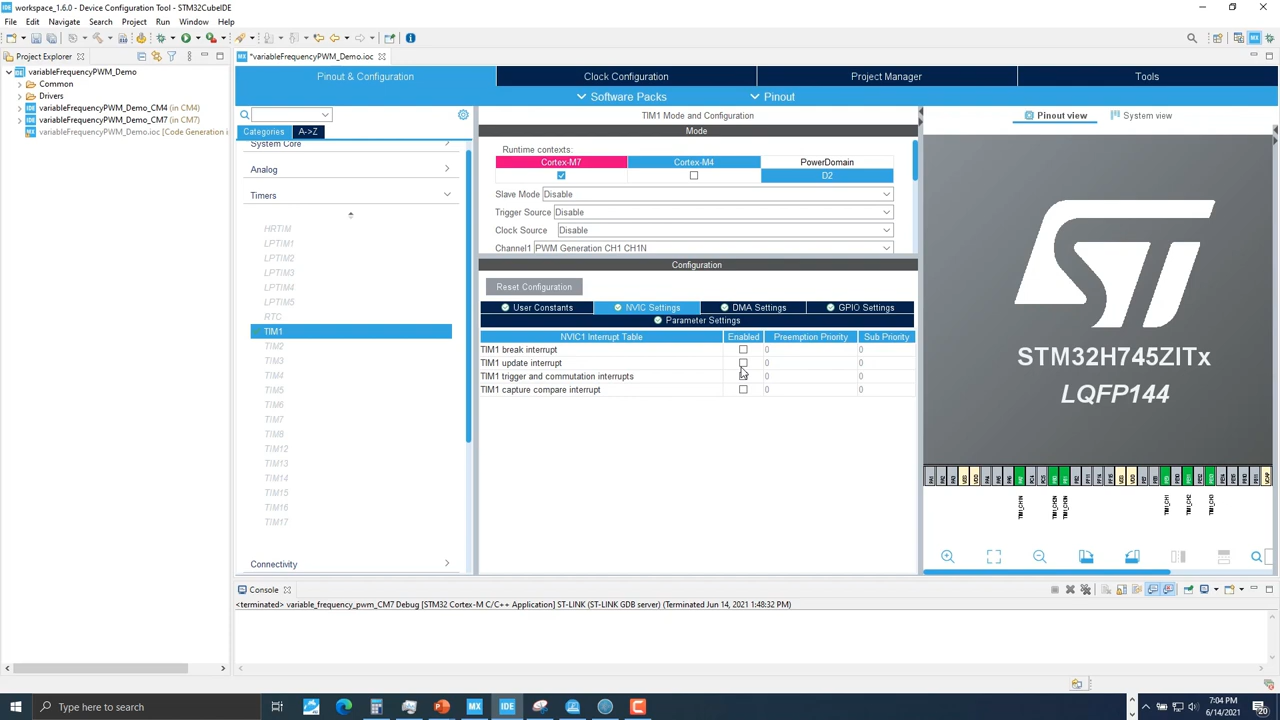 workspace_1.6.0 - Device Configuration Tool - STM32CubeIDE
File Edit Navigate Search Project Run Window Help
Project Explorer
*variableFrequencyPWM_Demo.ioc
variableFrequencyPWM_Demo
Common
Drivers
variableFrequencyPWM_Demo_CM4 (in CM4)
variableFrequencyPWM_Demo_CM7 (in CM7)
variableFrequencyPWM_Demo.ioc [Code Generation i
Pinout & Configuration
Clock Configuration
Project Manager
Tools
Software Packs
Pinout
Categories
A->Z
System Core
Analog
Timers
HRTIM
LPTIM1
LPTIM2
LPTIM3
LPTIM4
LPTIM5
RTC
TIM1
TIM2
TIM3
TIM4
TIM5
TIM6
TIM7
TIM8
TIM12
TIM13
TIM14
TIM15
TIM16
TIM17
Connectivity
TIM1 Mode and Configuration
Mode
Runtime contexts:
Cortex-M7 Cortex-M4 PowerDomain
D2
Slave Mode Disable
Trigger Source Disable
Clock Source Disable
Channel1 PWM Generation CH1 CH1N
Configuration
Reset Configuration
User Constants NVIC Settings DMA Settings GPIO Settings
Parameter Settings
NVIC1 Interrupt Table Enabled Preemption Priority Sub Priority
TIM1 break interrupt 0 0
TIM1 update interrupt 0 0
TIM1 trigger and commutation interrupts 0 0
TIM1 capture compare interrupt 0 0
Pinout view
System view
STM32H745ZITx
LQFP144
TIM1_CH1N
TIM1_CH2N
TIM1_CH3N
TIM1_CH1
TIM1_CH2
TIM1_CH3
Console
<terminated> variable_frequency_pwm_CM7 Debug [STM32 Cortex-M C/C++ Application] ST-LINK (ST-LINK GDB server) (Terminated Jun 14, 2021 1:48:32 PM)
Type here to search
7:04 PM
6/14/2021
20